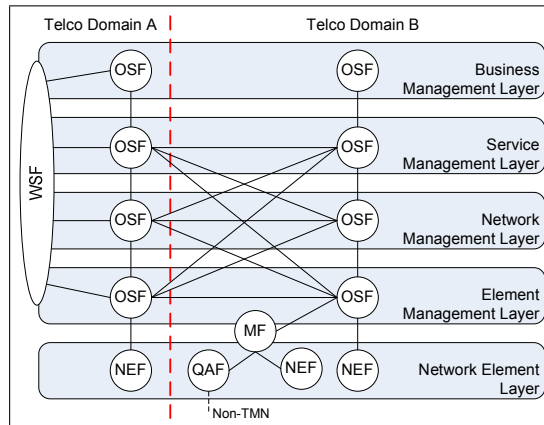 Telco Domain A
Telco Domain B
WSF
OSF
OSF
Business
Management Layer
OSF
OSF
Service
Management Layer
OSF
OSF
Network
Management Layer
OSF
OSF
Element
Management Layer
MF
NEF
QAF
NEF
NEF
Network Element
Layer
Non-TMN